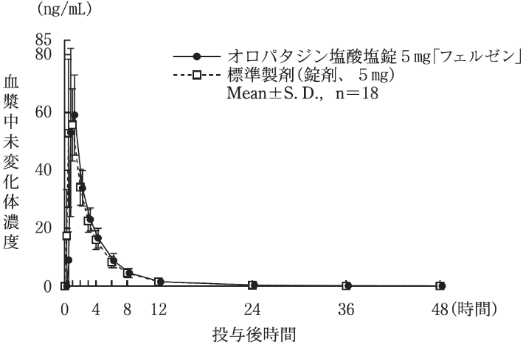 (ng/mL)
85
80
60
40
20
0
血漿中未変化体濃度
オロパタジン塩酸塩錠5mg「フェルゼン」
標準製剤(錠剤、5mg)
Mean±S.D., n=18
0 4 8 12 24 36 48(時間)
投与後時間